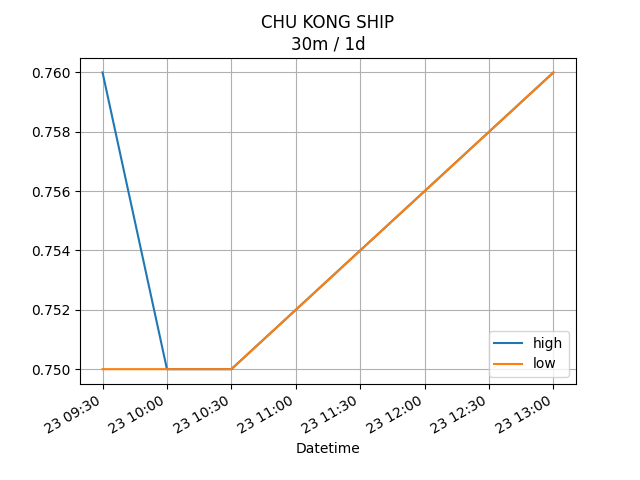 CHU KONG SHIP
30m / 1d
0.760
0.758
0.756
0.754
0.752
0.750
high
low
23 09:30
23 10:00
23 10:30
23 11:00
23 11:30
23 12:00
23 12:30
23 13:00
Datetime